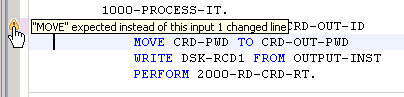 1000-PROCESS-IT.
"MOVE" expected instead of this input 1 changed line
CRD-OUT-ID
MOVE CRD-PWD TO CRD-OUT-PWD
WRITE DSK-RCD1 FROM OUTPUT-INST
PERFORM 2000-RD-CRD-RT.